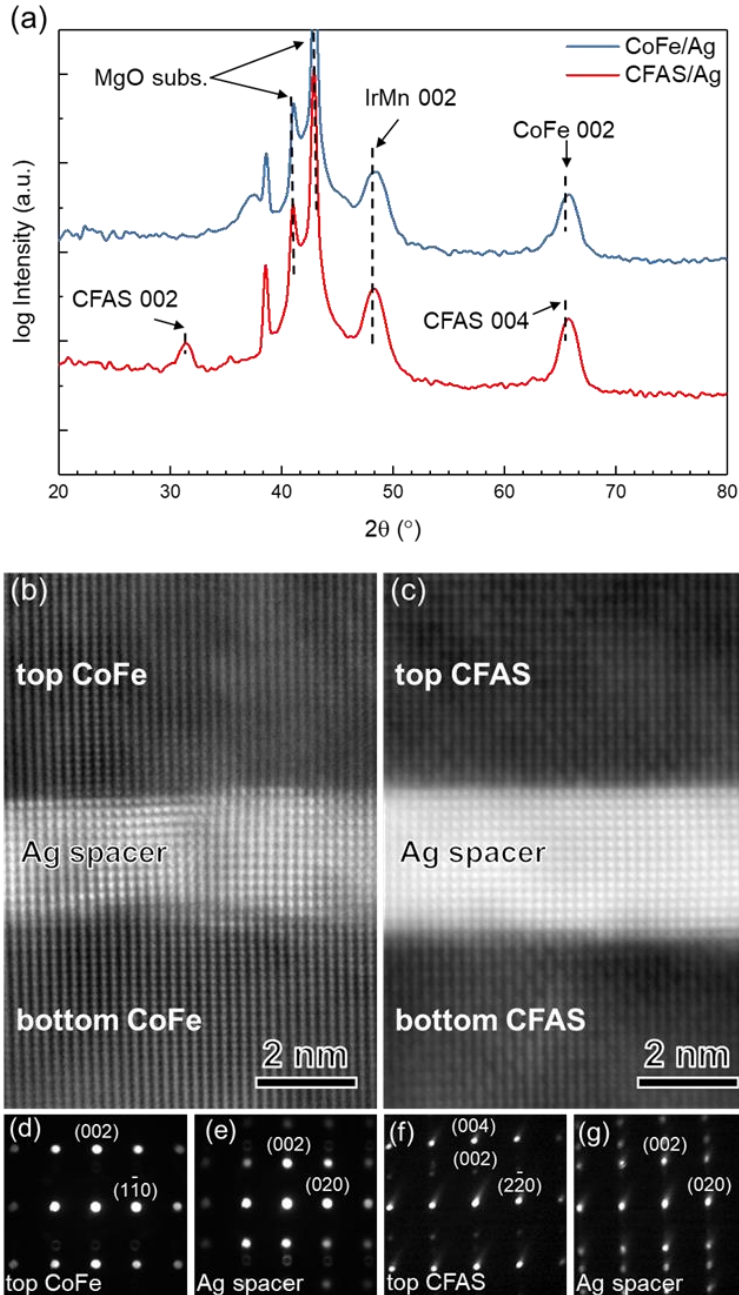 (a)
CoFe/Ag
CFAS/Ag
MgO subs.
IrMn 002
CoFe 002
CFAS 002
CFAS 004
log Intensity (a.u.)
20 30 40 50 60 70 80
2θ (°)
(b)
top CoFe
Ag spacer
bottom CoFe
2 nm
(c)
top CFAS
Ag spacer
bottom CFAS
2 nm
(d)
(002)
(11̄0)
top CoFe
(e)
(002)
(020)
Ag spacer
(f)
(004)
(002)
(22̄0)
top CFAS
(g)
(002)
(020)
Ag spacer